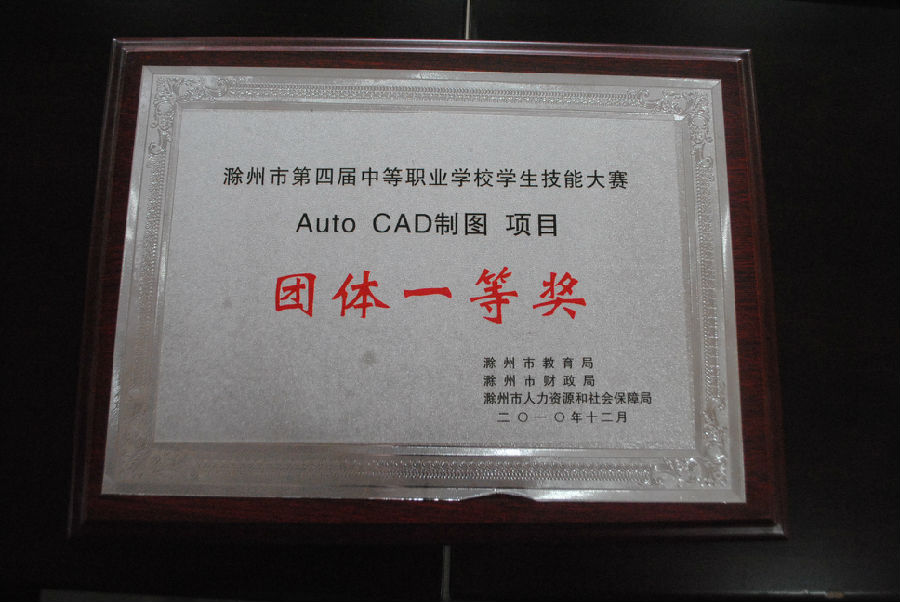 滁州市第四届中等职业学校学生技能大赛
Auto CAD制图 项目
团体一等奖
滁州市教育局
滁州市财政局
滁州市人力资源和社会保障局
二〇一〇年十二月